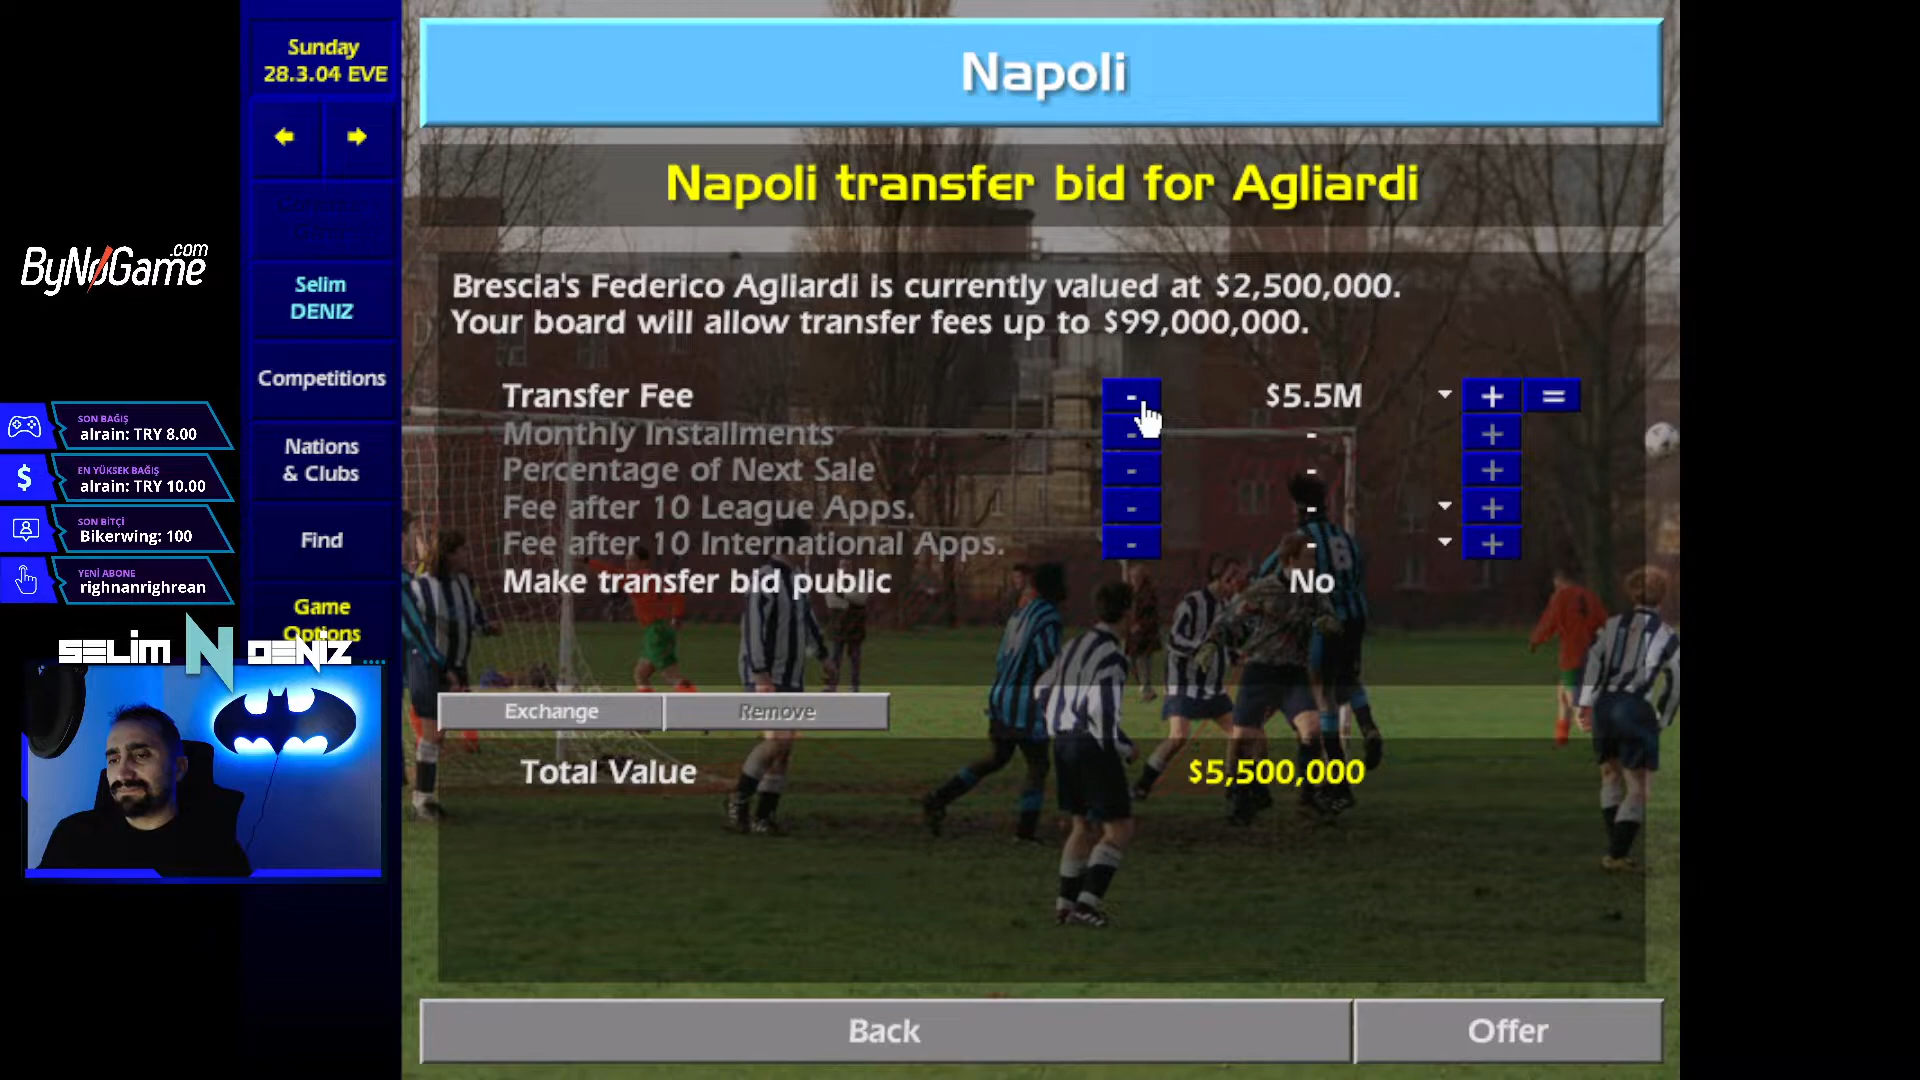 Sunday
28.3.04 EVE
Selim
DENIZ
Competitions
Nations
& Clubs
Find
Game
Options
ByNoGame.com
SON BAĞIŞ
alrain: TRY 8.00
EN YÜKSEK BAĞIŞ
alrain: TRY 10.00
SON BİTÇİ
Bikerwing: 100
YENİ ABONE
righnanrighrean
SELİM N DENİZ
Napoli
Napoli transfer bid for Agliardi
Brescia's Federico Agliardi is currently valued at $2,500,000.
Your board will allow transfer fees up to $99,000,000.
Transfer Fee - $5.5M + =
Monthly Installments - - +
Percentage of Next Sale - - +
Fee after 10 League Apps. - - +
Fee after 10 International Apps. - - +
Make transfer bid public No
Exchange Remove
Total Value $5,500,000
Back Offer